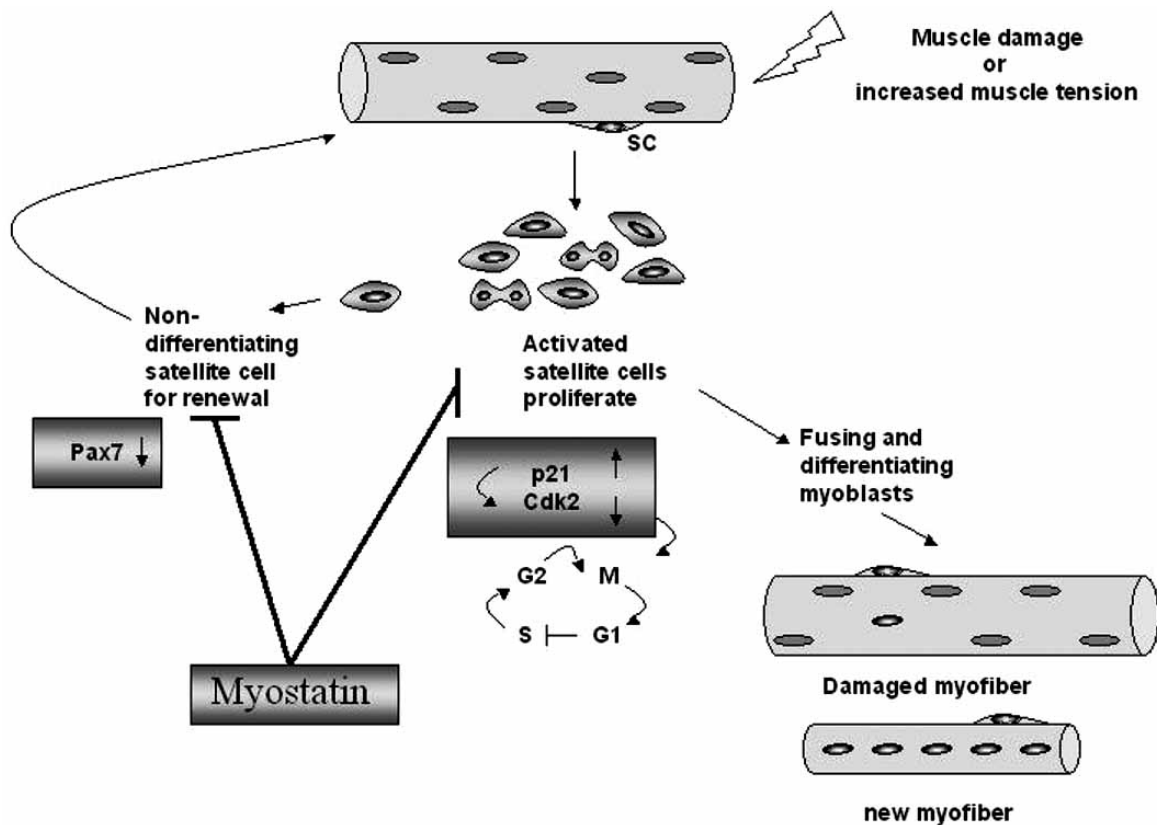 Muscle damage
or
increased muscle tension
SC
Non-
differentiating
satellite cell
for renewal
Activated
satellite cells
proliferate
Pax7
p21
Cdk2
Fusing and
differentiating
myoblasts
G2 M
S G1
Myostatin
Damaged myofiber
new myofiber